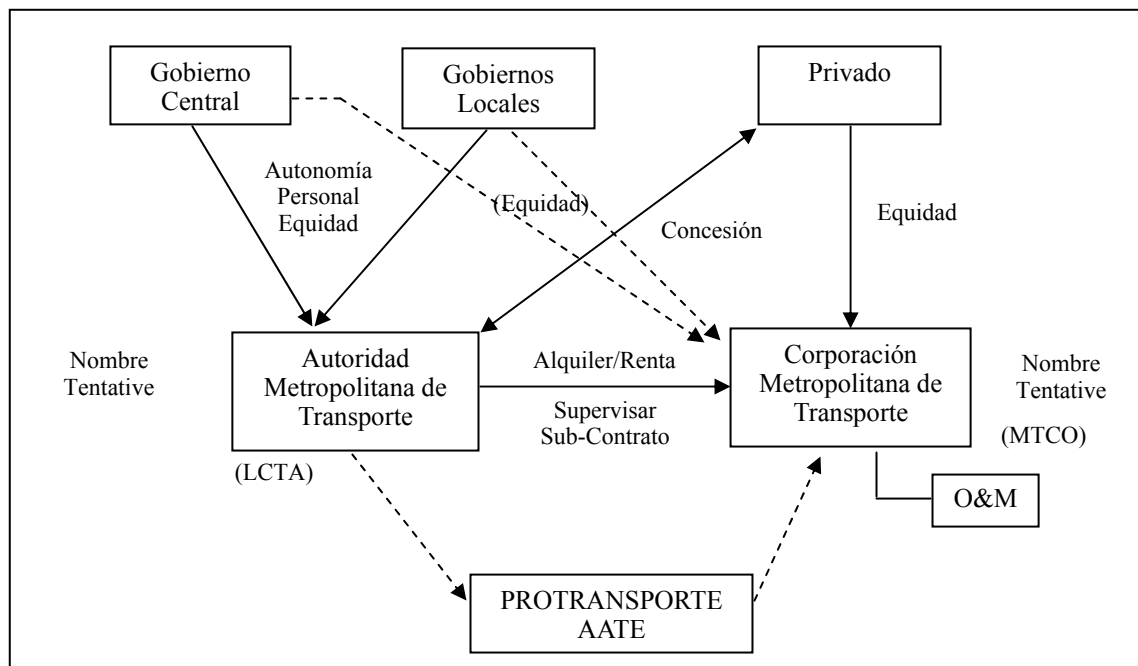 Gobierno
Central
Gobiernos
Locales
Privado
Autonomía
Personal
Equidad
(Equidad)
Concesión
Equidad
Nombre
Tentative
Autoridad
Metropolitana de
Transporte
(LCTA)
Alquiler/Renta
Supervisar
Sub-Contrato
Corporación
Metropolitana de
Transporte
Nombre
Tentative
(MTCO)
O&M
PROTRANSPORTE
AATE